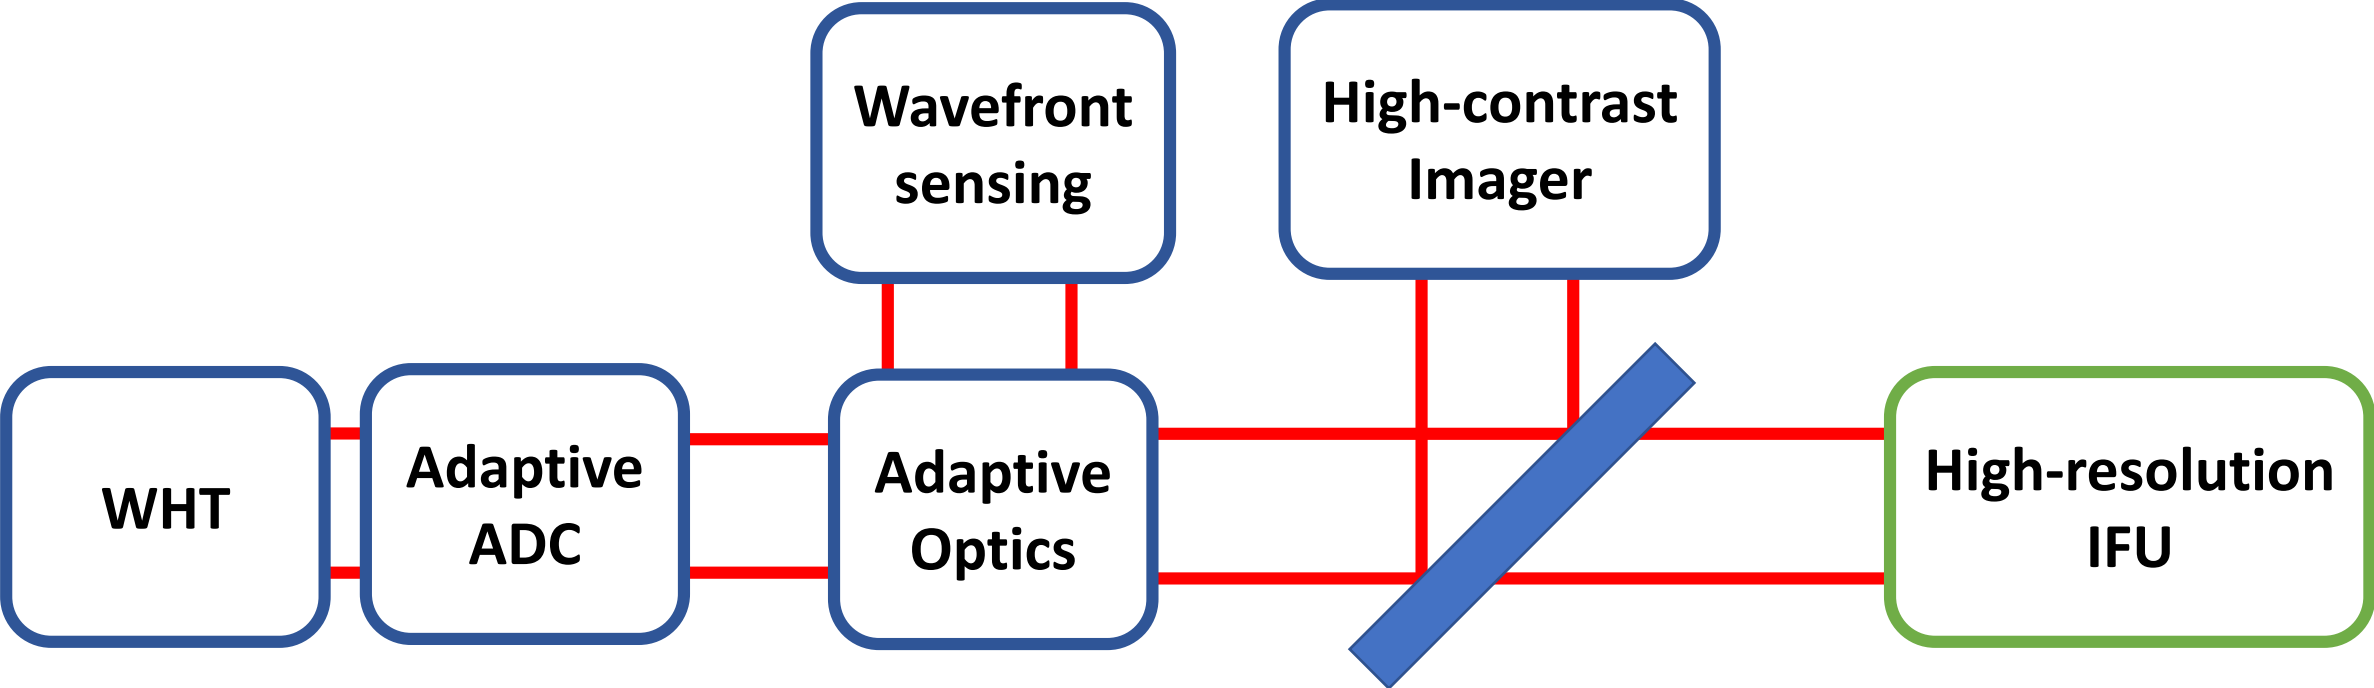 Wavefront
sensing
High-contrast
Imager
WHT
Adaptive
ADC
Adaptive
Optics
High-resolution
IFU